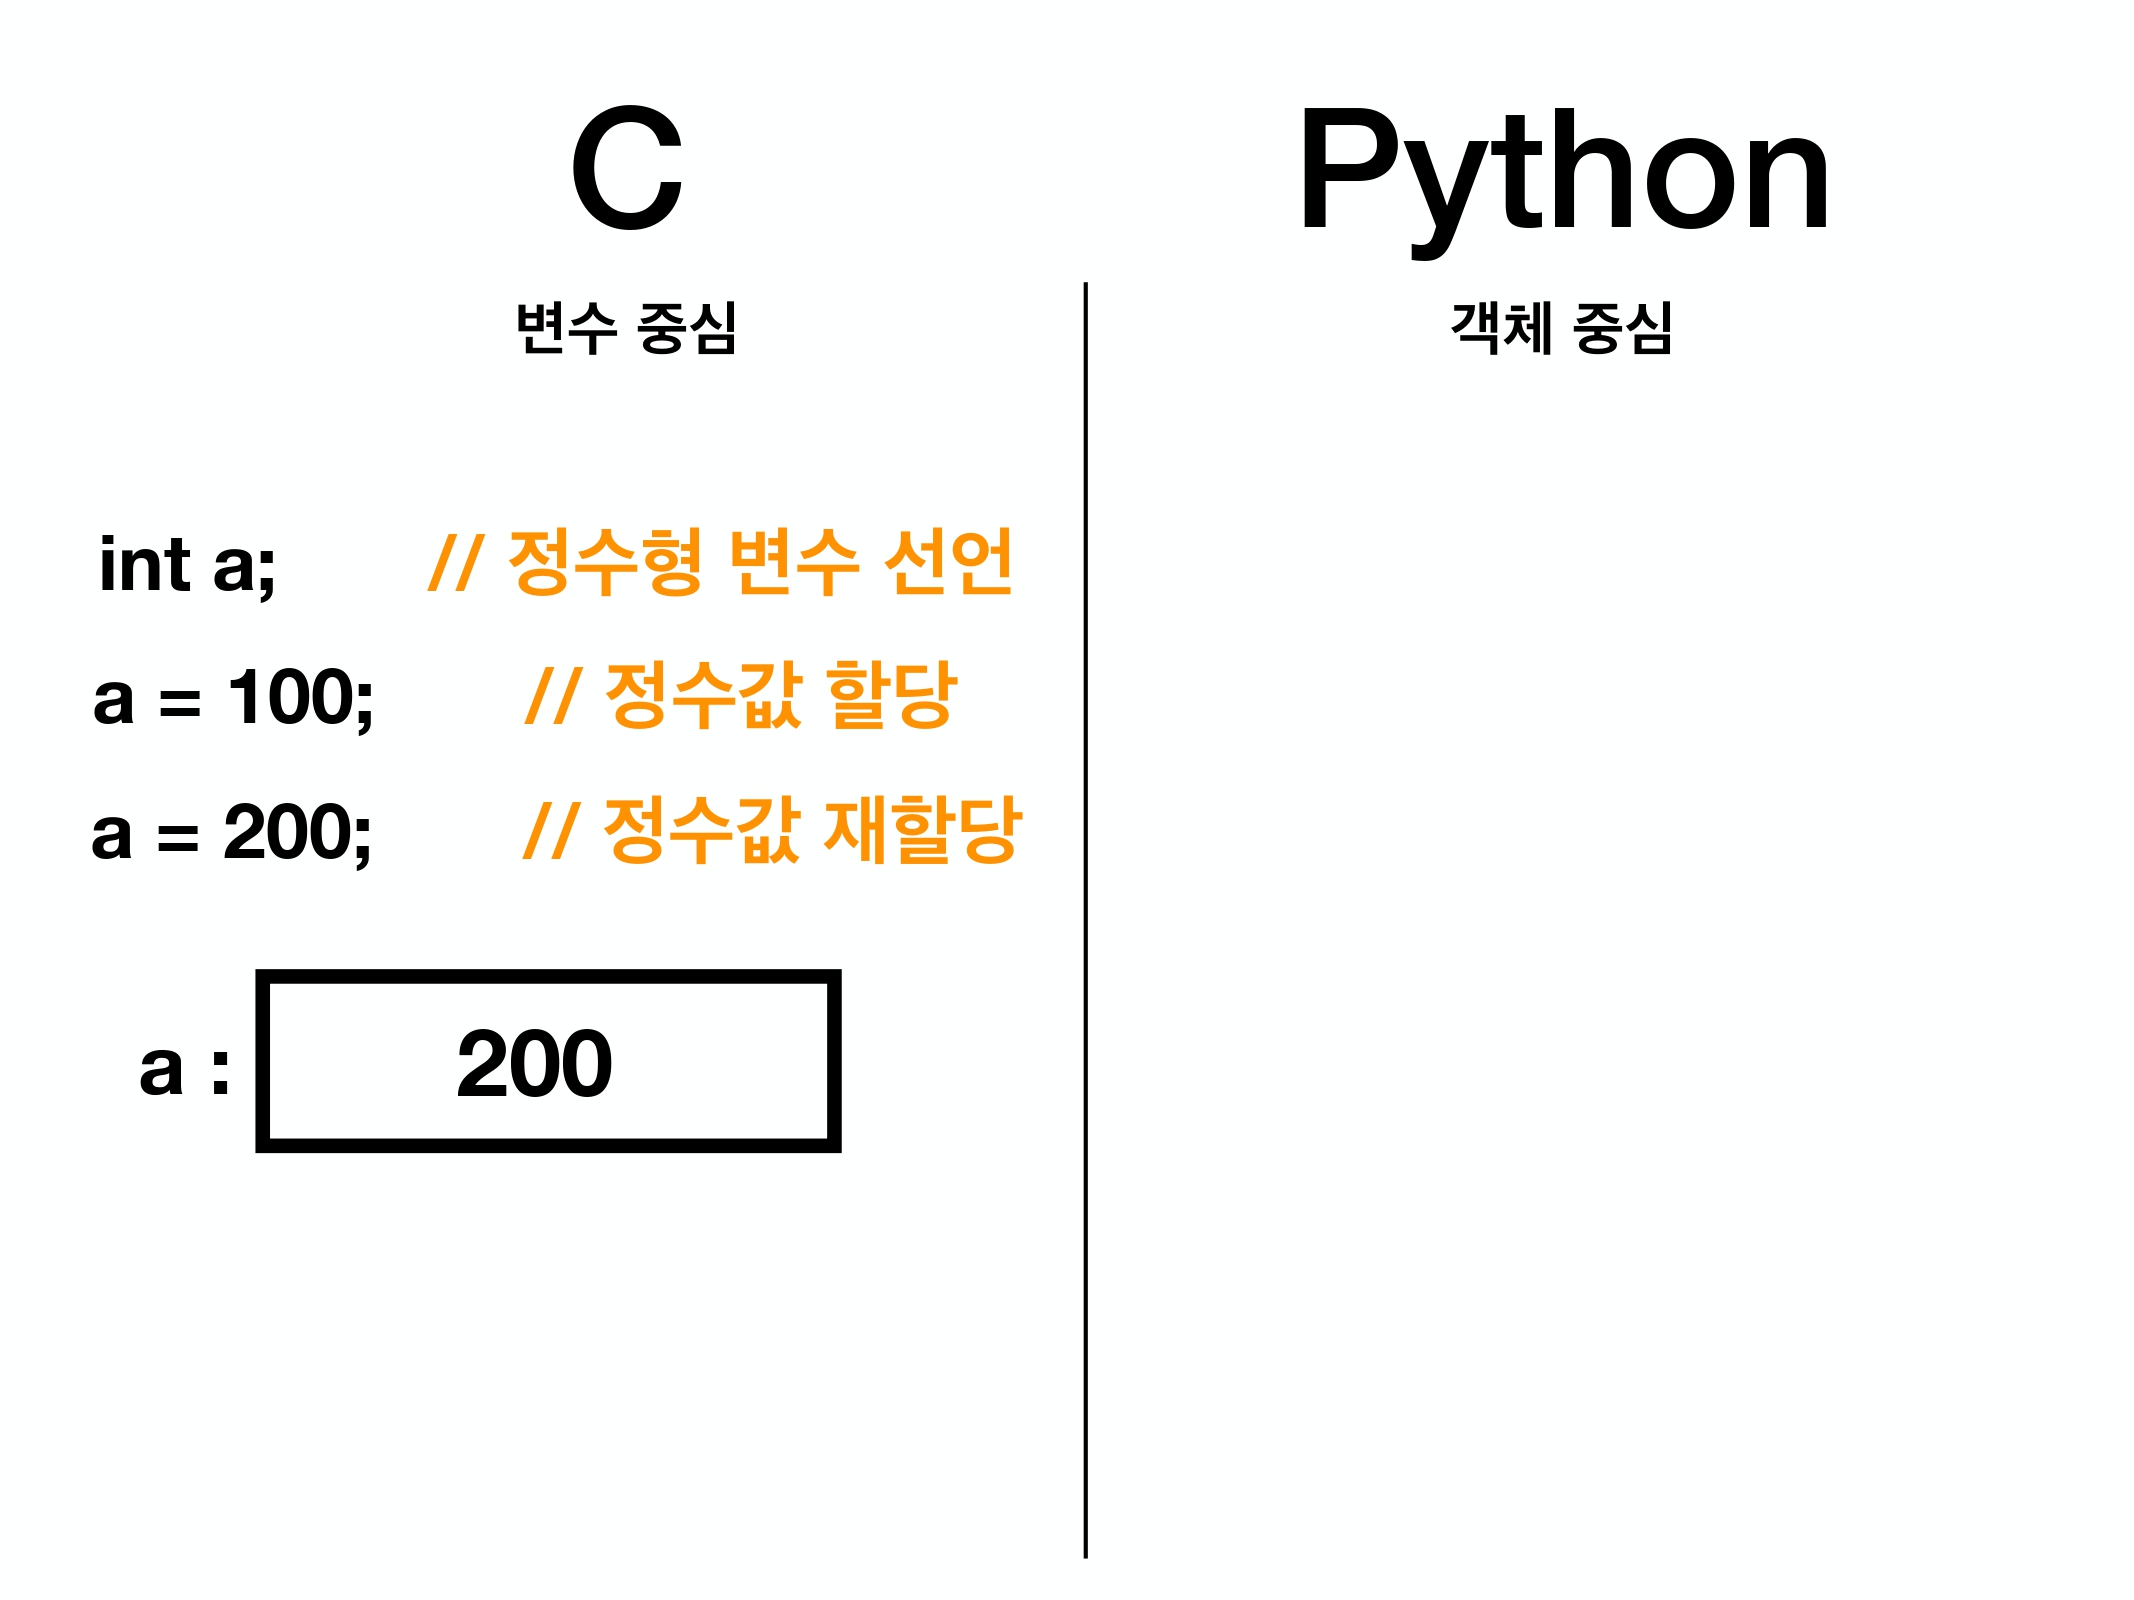 C
변수 중심
int a; // 정수형 변수 선언
a = 100; // 정수값 할당
a = 200; // 정수값 재할당
a : 200
Python
객체 중심